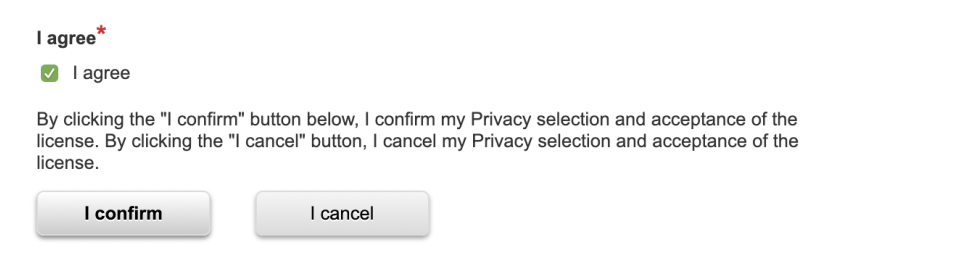 I agree*
I agree
By clicking the "I confirm" button below, I confirm my Privacy selection and acceptance of the
license. By clicking the "I cancel" button, I cancel my Privacy selection and acceptance of the
license.
I confirm
I cancel